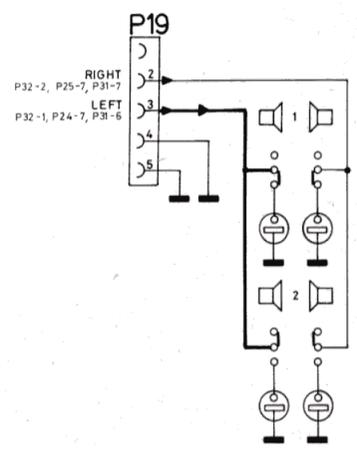 P19
RIGHT 2
P32-2, P25-7, P31-7
LEFT 3
P32-1, P24-7, P31-6
4
5
1
2